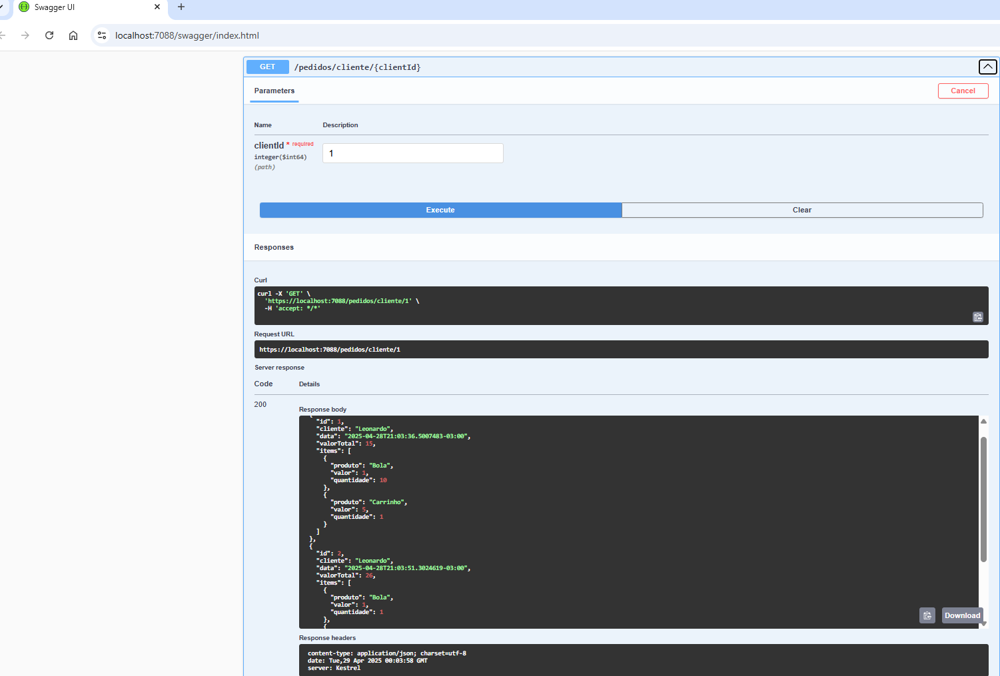 Swagger UI
localhost:7088/swagger/index.html
GET /pedidos/cliente/{clientId}
Parameters
Cancel
Name Description
clientId * required
integer($int64)
(path)
1
Execute
Clear
Responses
Curl
curl -X 'GET' \
'https://localhost:7088/pedidos/cliente/1' \
-H 'accept: */*'
Request URL
https://localhost:7088/pedidos/cliente/1
Server response
Code Details
200
Response body
{
"id": 1,
"cliente": "Leonardo",
"data": "2025-04-28T21:03:36.5007483-03:00",
"valorTotal": 15,
"items": [
{
"produto": "Bola",
"valor": 1,
"quantidade": 10
},
{
"produto": "Carrinho",
"valor": 5,
"quantidade": 1
}
]
},
{
"id": 2,
"cliente": "Leonardo",
"data": "2025-04-28T21:03:51.3024619-03:00",
"valorTotal": 26,
"items": [
{
"produto": "Bola",
"valor": 1,
"quantidade": 1
},
{
Download
Response headers
content-type: application/json; charset=utf-8
date: Tue,29 Apr 2025 00:03:58 GMT
server: Kestrel